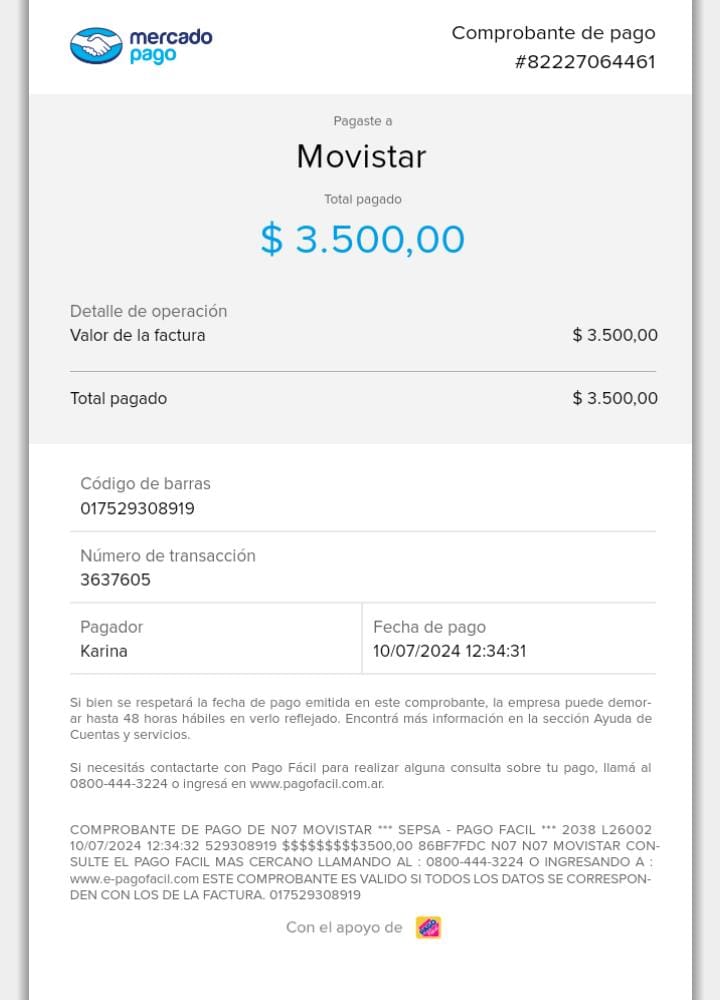 mercado
pago
Comprobante de pago
#82227064461
Pagaste a
Movistar
Total pagado
$ 3.500,00
Detalle de operación
Valor de la factura $ 3.500,00
Total pagado $ 3.500,00
Código de barras
017529308919
Número de transacción
3637605
Pagador
Karina
Fecha de pago
10/07/2024 12:34:31
Si bien se respetará la fecha de pago emitida en este comprobante, la empresa puede demor-
ar hasta 48 horas hábiles en verlo reflejado. Encontrá más información en la sección Ayuda de
Cuentas y servicios.
Si necesitás contactarte con Pago Fácil para realizar alguna consulta sobre tu pago, llamá al
0800-444-3224 o ingresá en www.pagofacil.com.ar.
COMPROBANTE DE PAGO DE N07 MOVISTAR *** SEPSA - PAGO FACIL *** 2038 L26002
10/07/2024 12:34:32 529308919 $$$$$$$$$3500,00 86BF7FDC N07 N07 MOVISTAR CON-
SULTE EL PAGO FACIL MAS CERCANO LLAMANDO AL : 0800-444-3224 O INGRESANDO A :
www.e-pagofacil.com ESTE COMPROBANTE ES VALIDO SI TODOS LOS DATOS SE CORRESPON-
DEN CON LOS DE LA FACTURA. 017529308919
Con el apoyo de